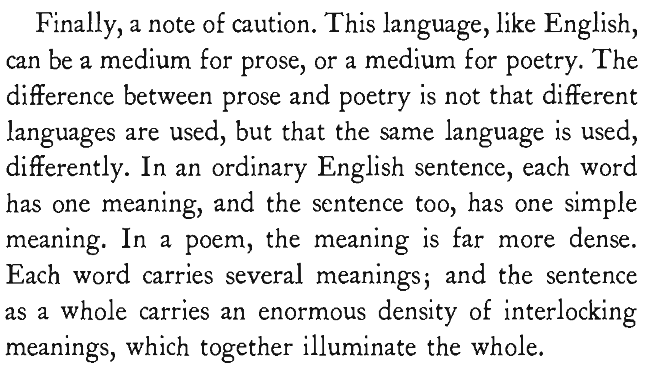 Finally, a note of caution. This language, like English,
can be a medium for prose, or a medium for poetry. The
difference between prose and poetry is not that different
languages are used, but that the same language is used,
differently. In an ordinary English sentence, each word
has one meaning, and the sentence too, has one simple
meaning. In a poem, the meaning is far more dense.
Each word carries several meanings; and the sentence
as a whole carries an enormous density of interlocking
meanings, which together illuminate the whole.